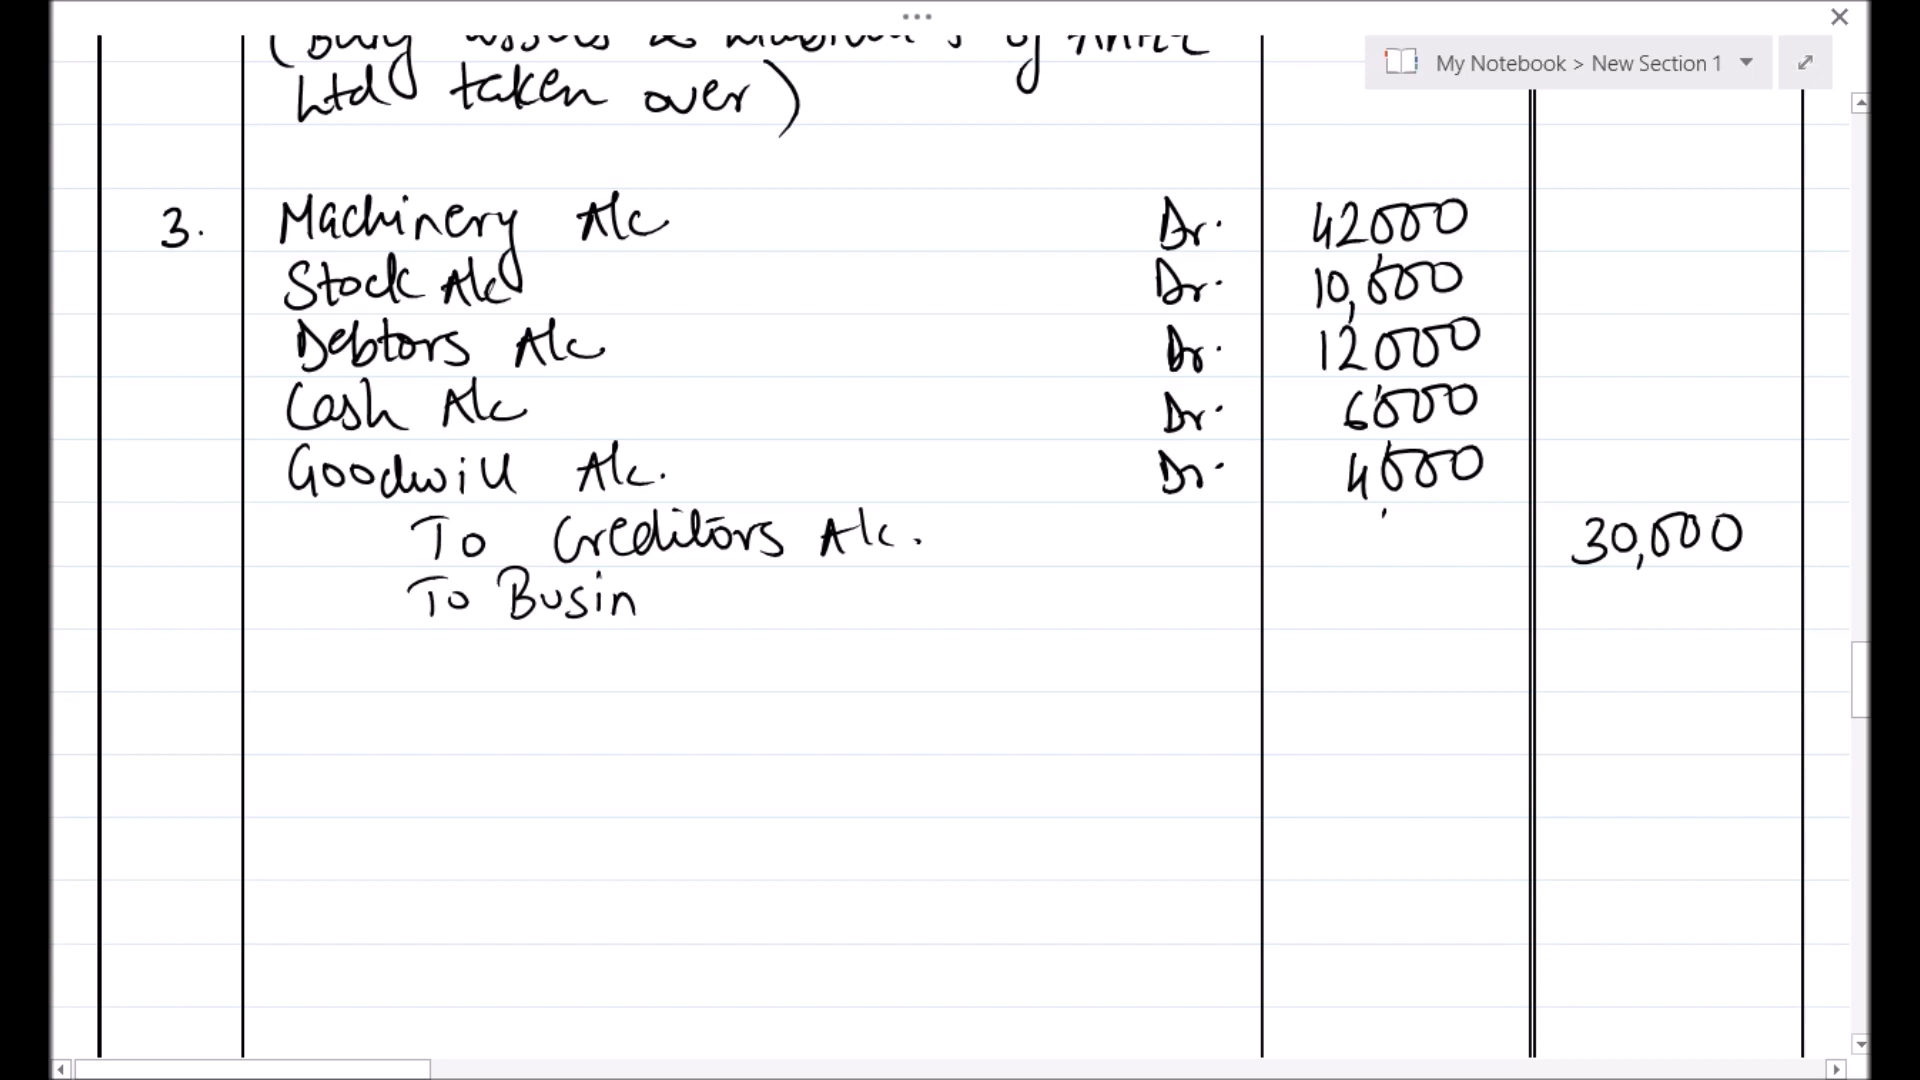 My Notebook > New Section 1
Ltd taken over)
3. Machinery A/c Dr. 42000
Stock A/c Dr. 10,000
Debtors A/c Dr. 12000
Cash A/c Dr. 6000
Goodwill A/c. Dr. 4000
To Creditors A/c. 30,000
To Busin